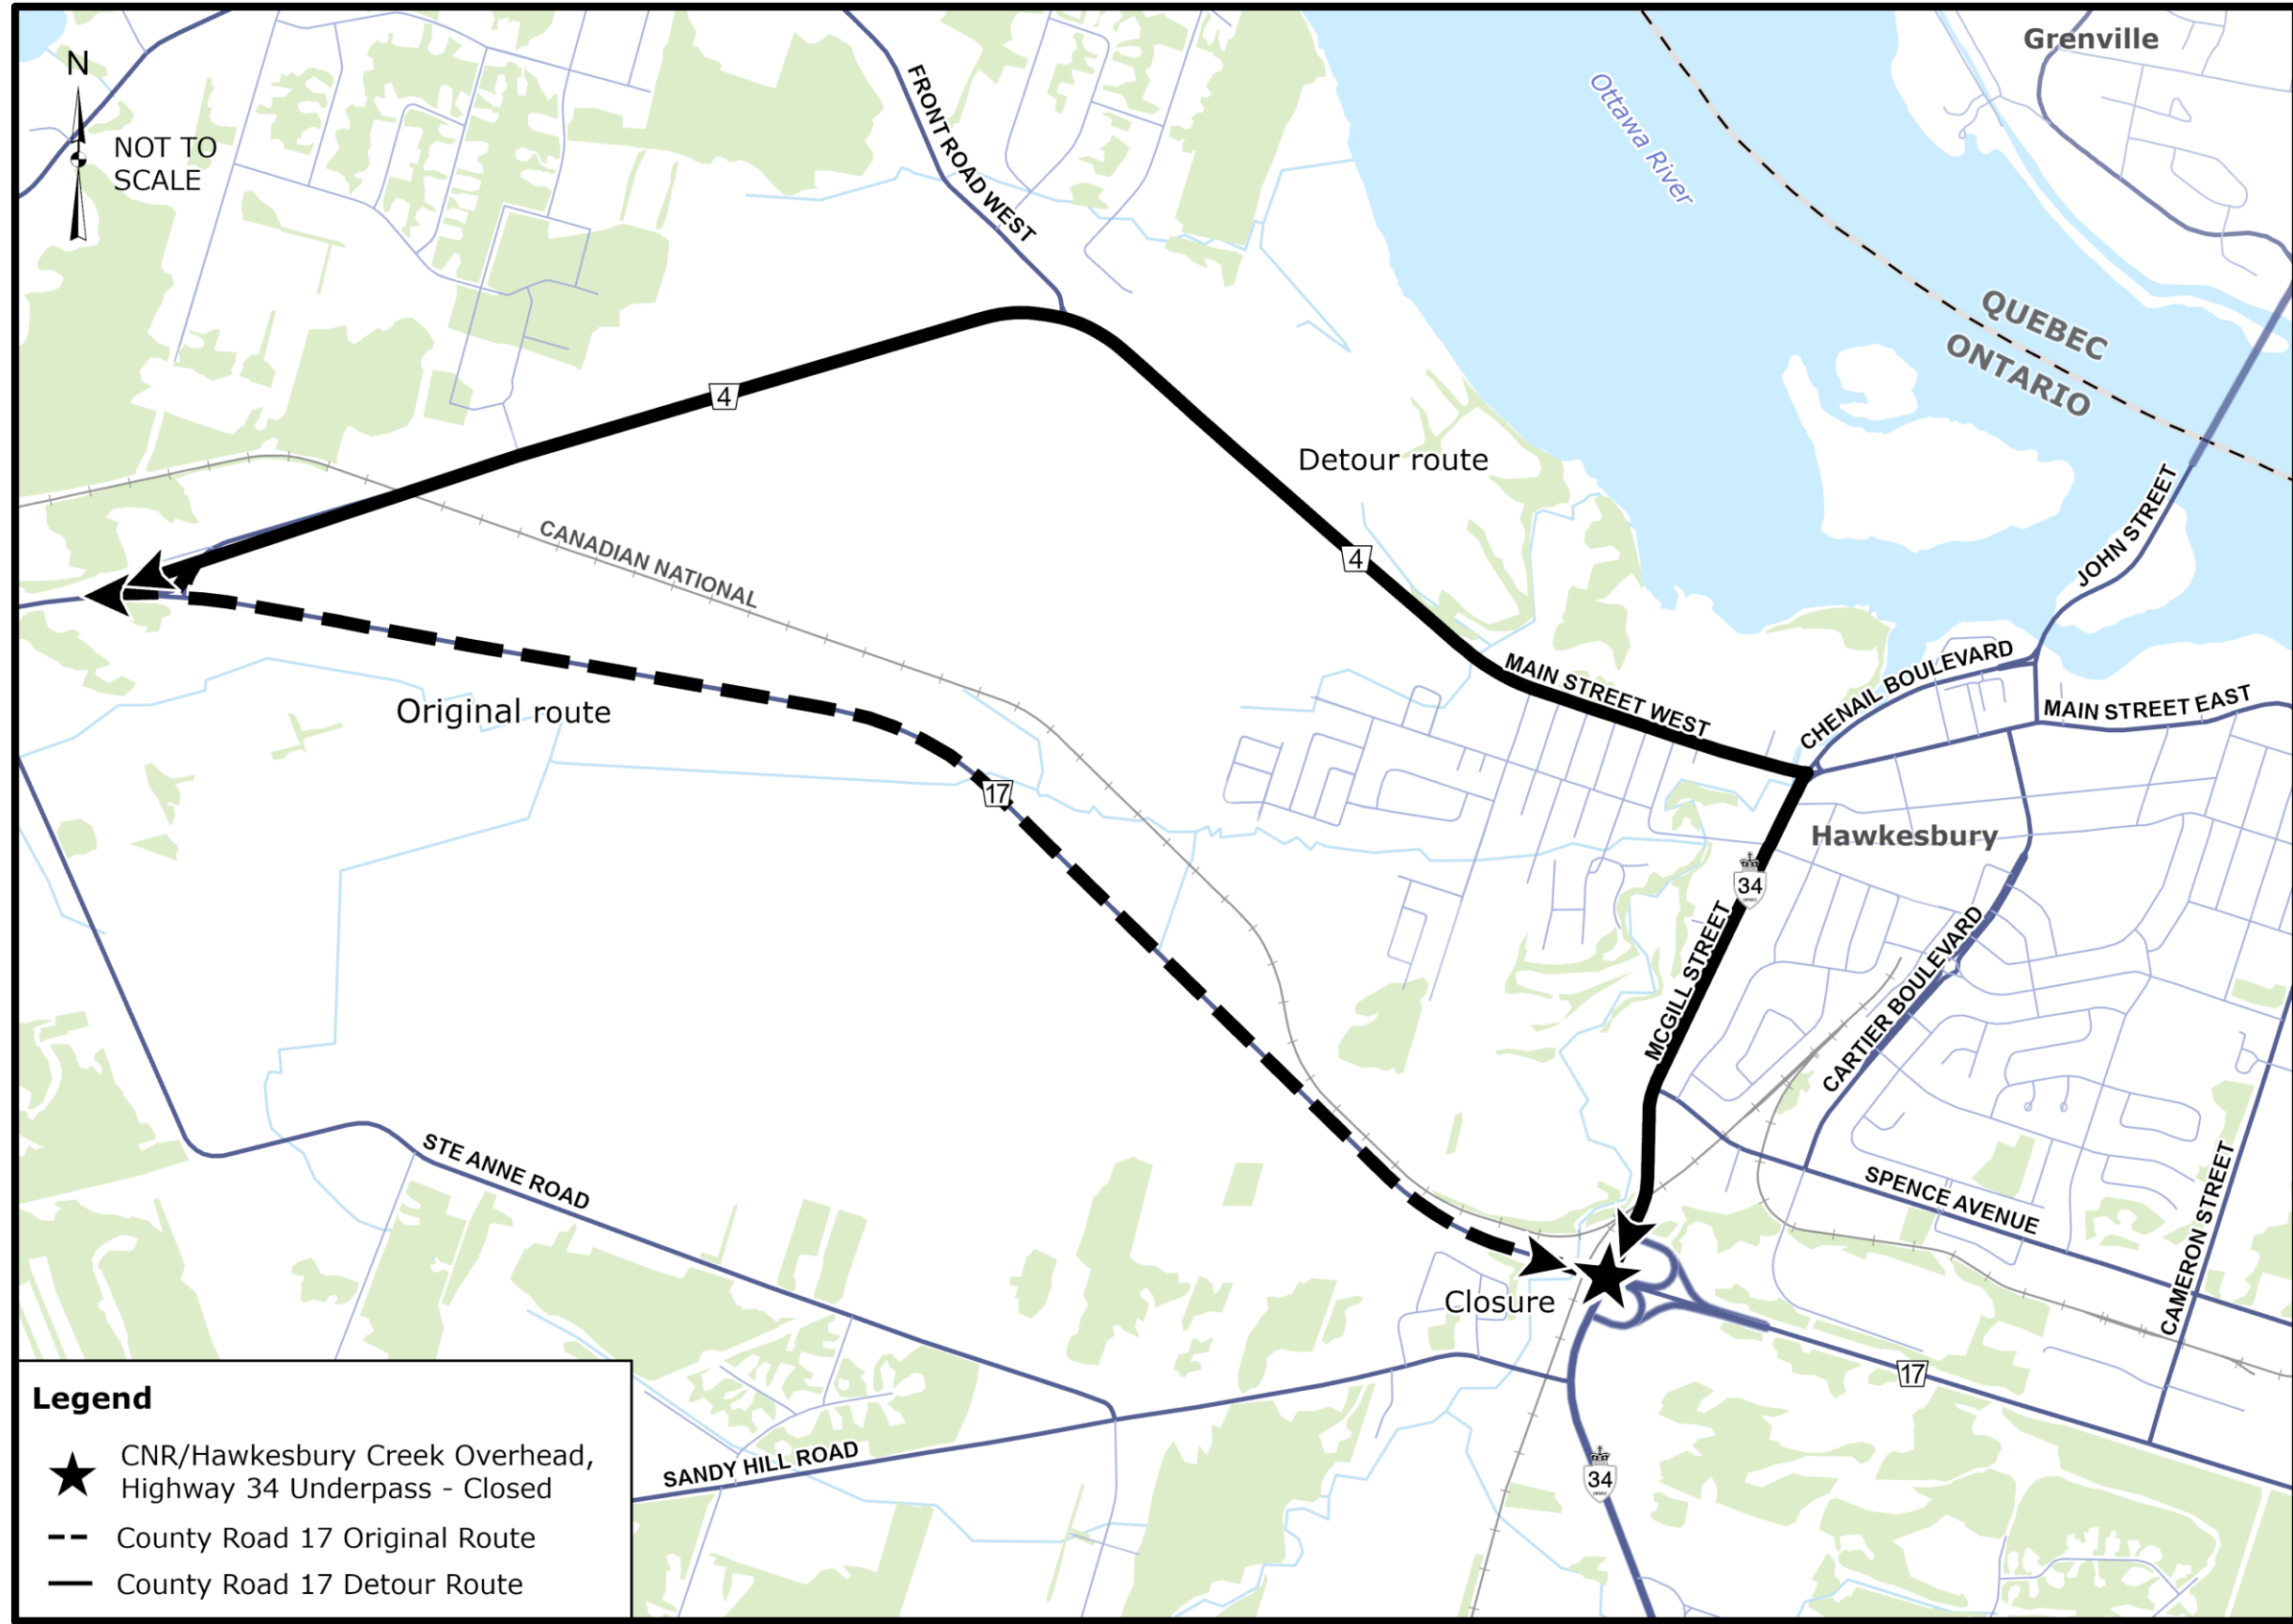 Grenville
N
NOT TO
SCALE
FRONT ROAD WEST
Ottawa River
QUEBEC
ONTARIO
4
Detour route
JOHN STREET
CANADIAN NATIONAL
4
Original route
MAIN STREET WEST
CHENAIL BOULEVARD
MAIN STREET EAST
17
Hawkesbury
34
MCGILL STREET
CARTIER BOULEVARD
STE ANNE ROAD
SPENCE AVENUE
CAMERON STREET
Closure
17
SANDY HILL ROAD
34
Legend
CNR/Hawkesbury Creek Overhead,
Highway 34 Underpass - Closed
County Road 17 Original Route
County Road 17 Detour Route